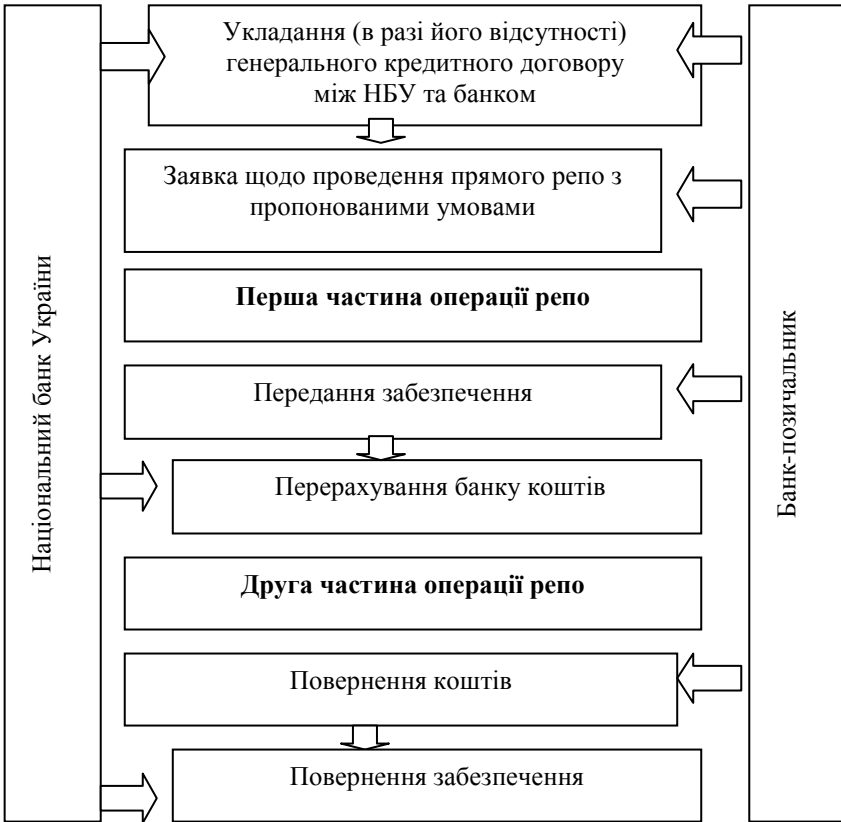 Національний банк України
Укладання (в разі його відсутності)
генерального кредитного договору
між НБУ та банком
Заявка щодо проведення прямого репо з
пропонованими умовами
Перша частина операції репо
Передання забезпечення
Перерахування банку коштів
Друга частина операції репо
Повернення коштів
Повернення забезпечення
Банк-позичальник